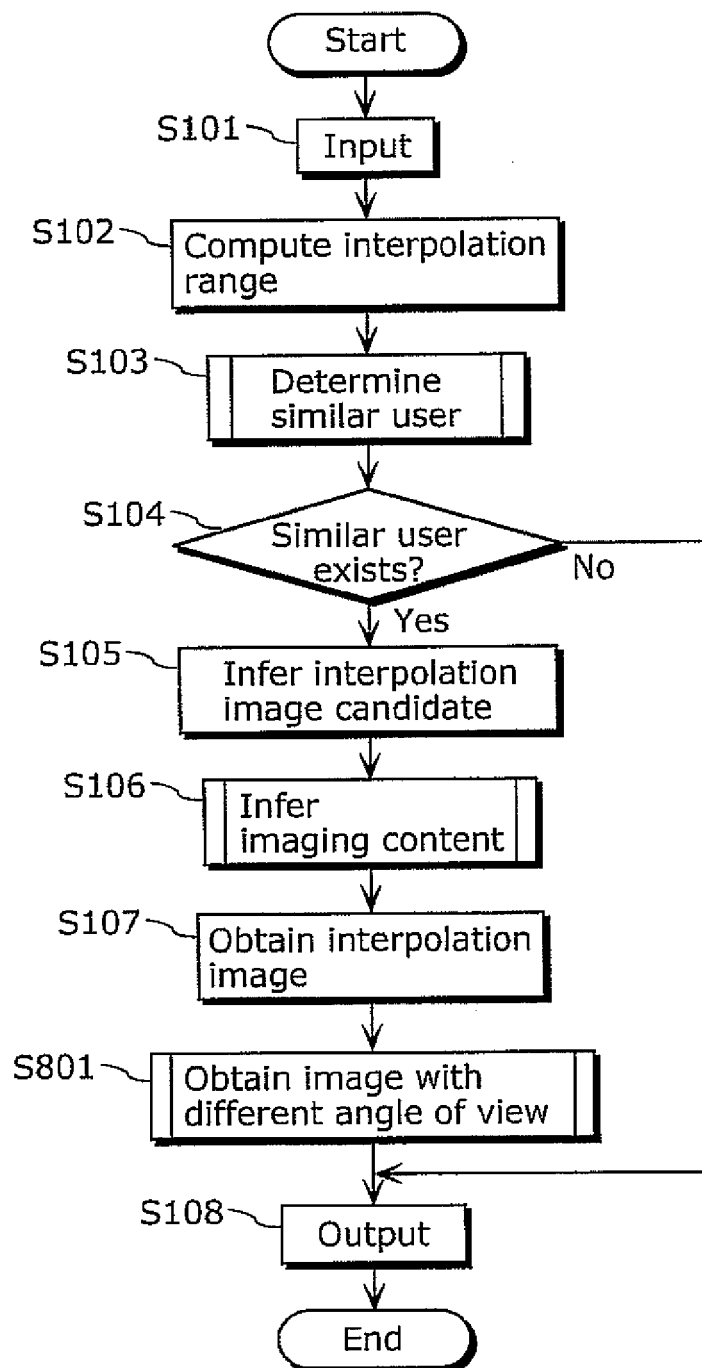 Start
S101
Input
S102
Compute interpolation
range
S103
Determine
similar user
S104
Similar user
exists?
No
Yes
S105
Infer interpolation
image candidate
S106
Infer
imaging content
S107
Obtain interpolation
image
S801
Obtain image with
different angle of view
S108
Output
End